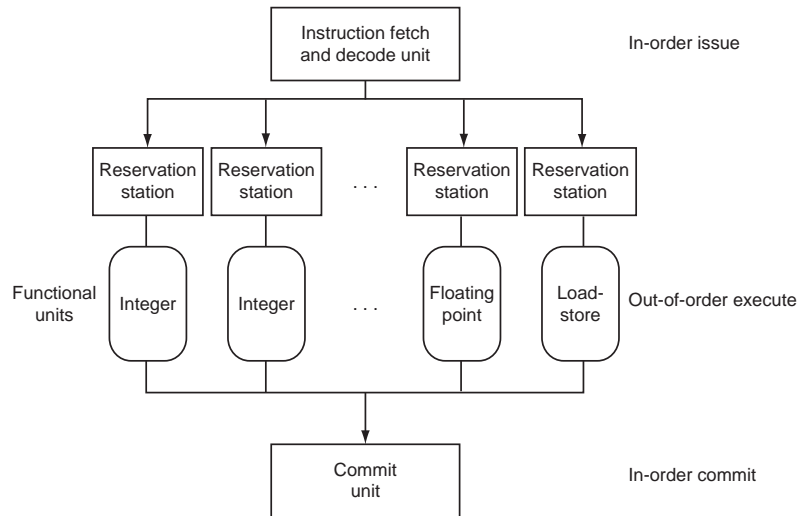 Instruction fetch
and decode unit
In-order issue
Reservation
station
Reservation
station
. . .
Reservation
station
Reservation
station
Functional
units
Integer
Integer
. . .
Floating
point
Load-
store
Out-of-order execute
Commit
unit
In-order commit